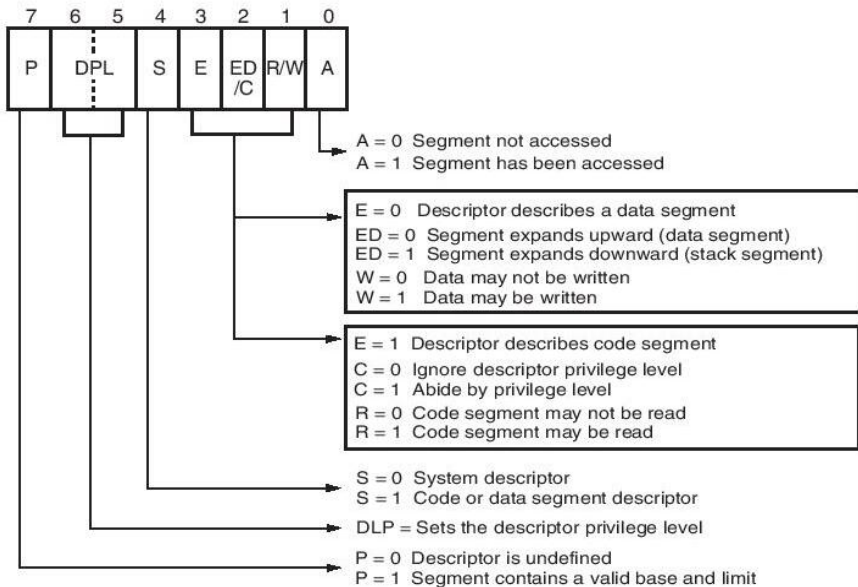 7 6 5 4 3 2 1 0
P DPL S E ED/C R/W A
A = 0 Segment not accessed
A = 1 Segment has been accessed
E = 0 Descriptor describes a data segment
ED = 0 Segment expands upward (data segment)
ED = 1 Segment expands downward (stack segment)
W = 0 Data may not be written
W = 1 Data may be written
E = 1 Descriptor describes code segment
C = 0 Ignore descriptor privilege level
C = 1 Abide by privilege level
R = 0 Code segment may not be read
R = 1 Code segment may be read
S = 0 System descriptor
S = 1 Code or data segment descriptor
DLP = Sets the descriptor privilege level
P = 0 Descriptor is undefined
P = 1 Segment contains a valid base and limit